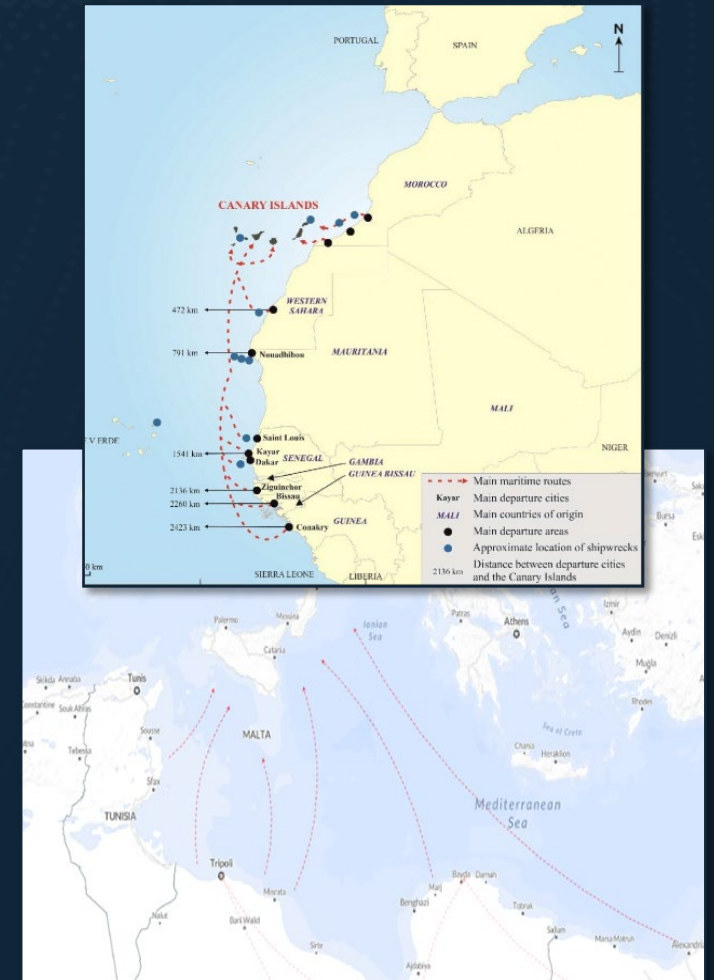 PORTUGAL
SPAIN
N
MOROCCO
CANARY ISLANDS
ALGERIA
WESTERN
SAHARA
472 km
791 km
Nouadhibou
MAURITANIA
MALI
Saint Louis
NIGER
1541 km
Kayar
Dakar
SENEGAL
GAMBIA
GUINEA BISSAU
Ziguinchor
2136 km
Bissau
2260 km
2423 km
Conakry
GUINEA
SIERRA LEONE
LIBERIA
Main maritime routes
Kayar Main departure cities
MALI Main countries of origin
Main departure areas
Approximate location of shipwrecks
2136 km Distance between departure cities
and the Canary Islands
Bursa
Izmir
Palermo
Messina
Ionian
Sea
Patras
Athens
Aydin
Denizli
Catania
Muğla
Skikda
Annaba
Tunis
Rhodes
Souk Ahras
Sousse
MALTA
Sea of Crete
Tebessa
Chania
Heraklion
Sfax
Mediterranean
Sea
TUNISIA
Tripoli
Misrata
Bayda
Darnah
Marj
Benghazi
Tobruk
Nalut
Bani Walid
Sirte
Sallum
Marsa Matruh
Alexandri
Ajdabiya